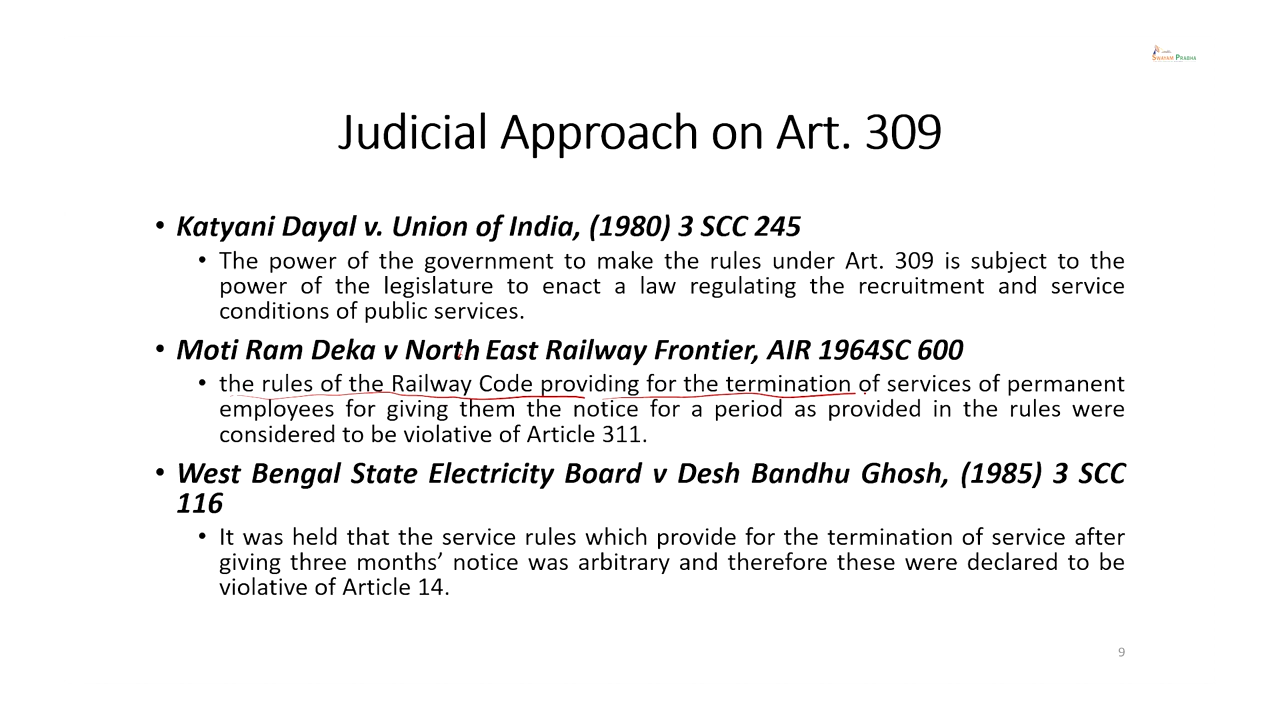 SWAYAM PRABHA
Judicial Approach on Art. 309
• Katyani Dayal v. Union of India, (1980) 3 SCC 245
• The power of the government to make the rules under Art. 309 is subject to the
power of the legislature to enact a law regulating the recruitment and service
conditions of public services.
• Moti Ram Deka v North East Railway Frontier, AIR 1964SC 600
• the rules of the Railway Code providing for the termination of services of permanent
employees for giving them the notice for a period as provided in the rules were
considered to be violative of Article 311.
• West Bengal State Electricity Board v Desh Bandhu Ghosh, (1985) 3 SCC
116
• It was held that the service rules which provide for the termination of service after
giving three months’ notice was arbitrary and therefore these were declared to be
violative of Article 14.
9